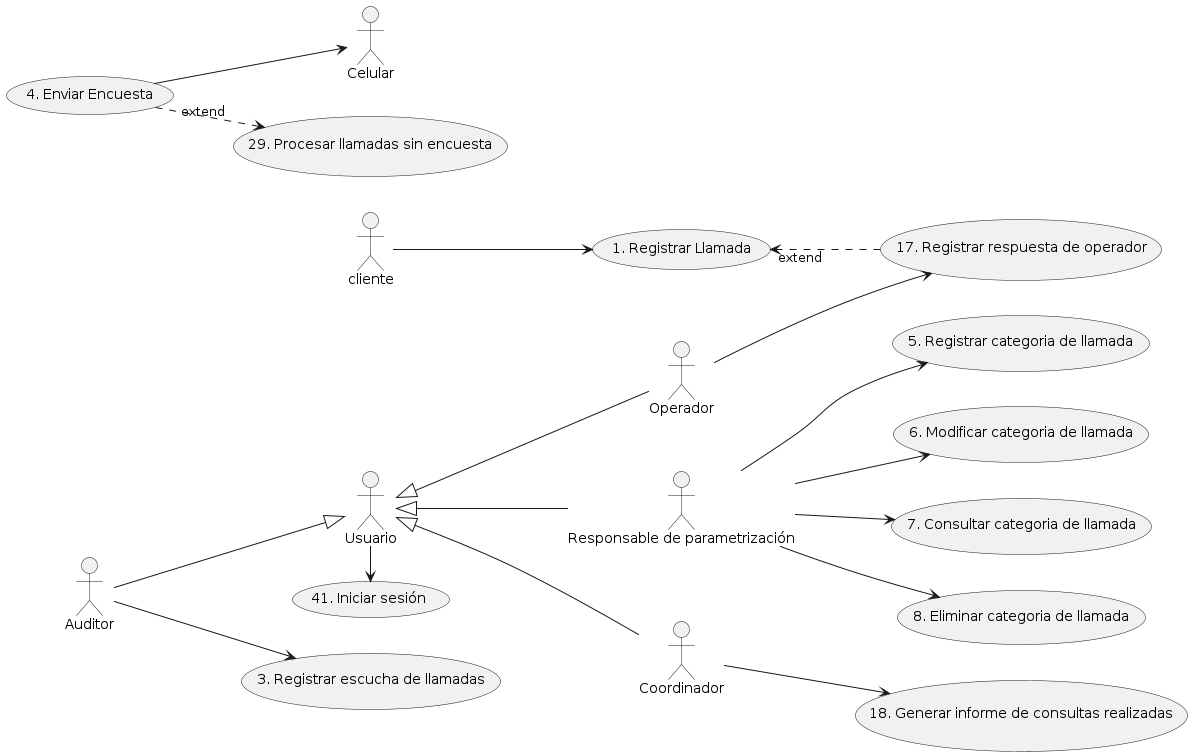 Celular
4. Enviar Encuesta
extend
29. Procesar llamadas sin encuesta
cliente
1. Registrar Llamada
extend
17. Registrar respuesta de operador
5. Registrar categoria de llamada
Operador
6. Modificar categoria de llamada
Usuario
Responsable de parametrización
7. Consultar categoria de llamada
41. Iniciar sesión
8. Eliminar categoria de llamada
Auditor
3. Registrar escucha de llamadas
Coordinador
18. Generar informe de consultas realizadas